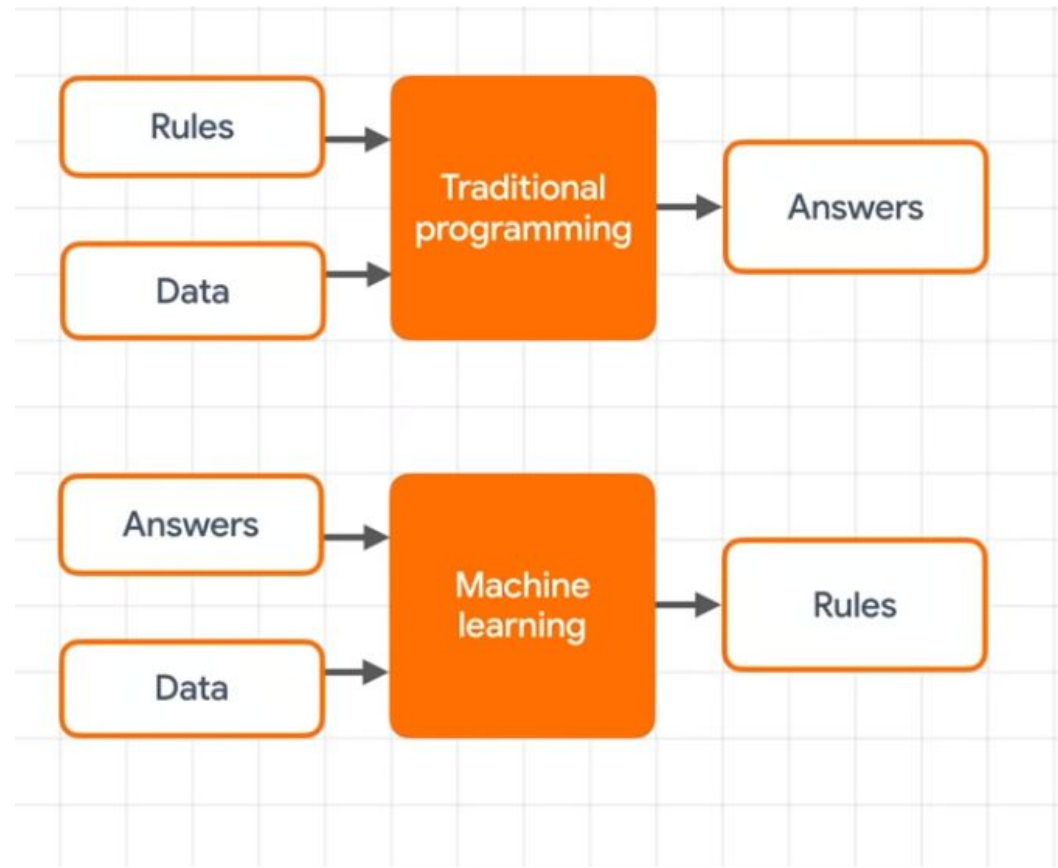 Rules
Data
Traditional
programming
Answers
Answers
Data
Machine
learning
Rules